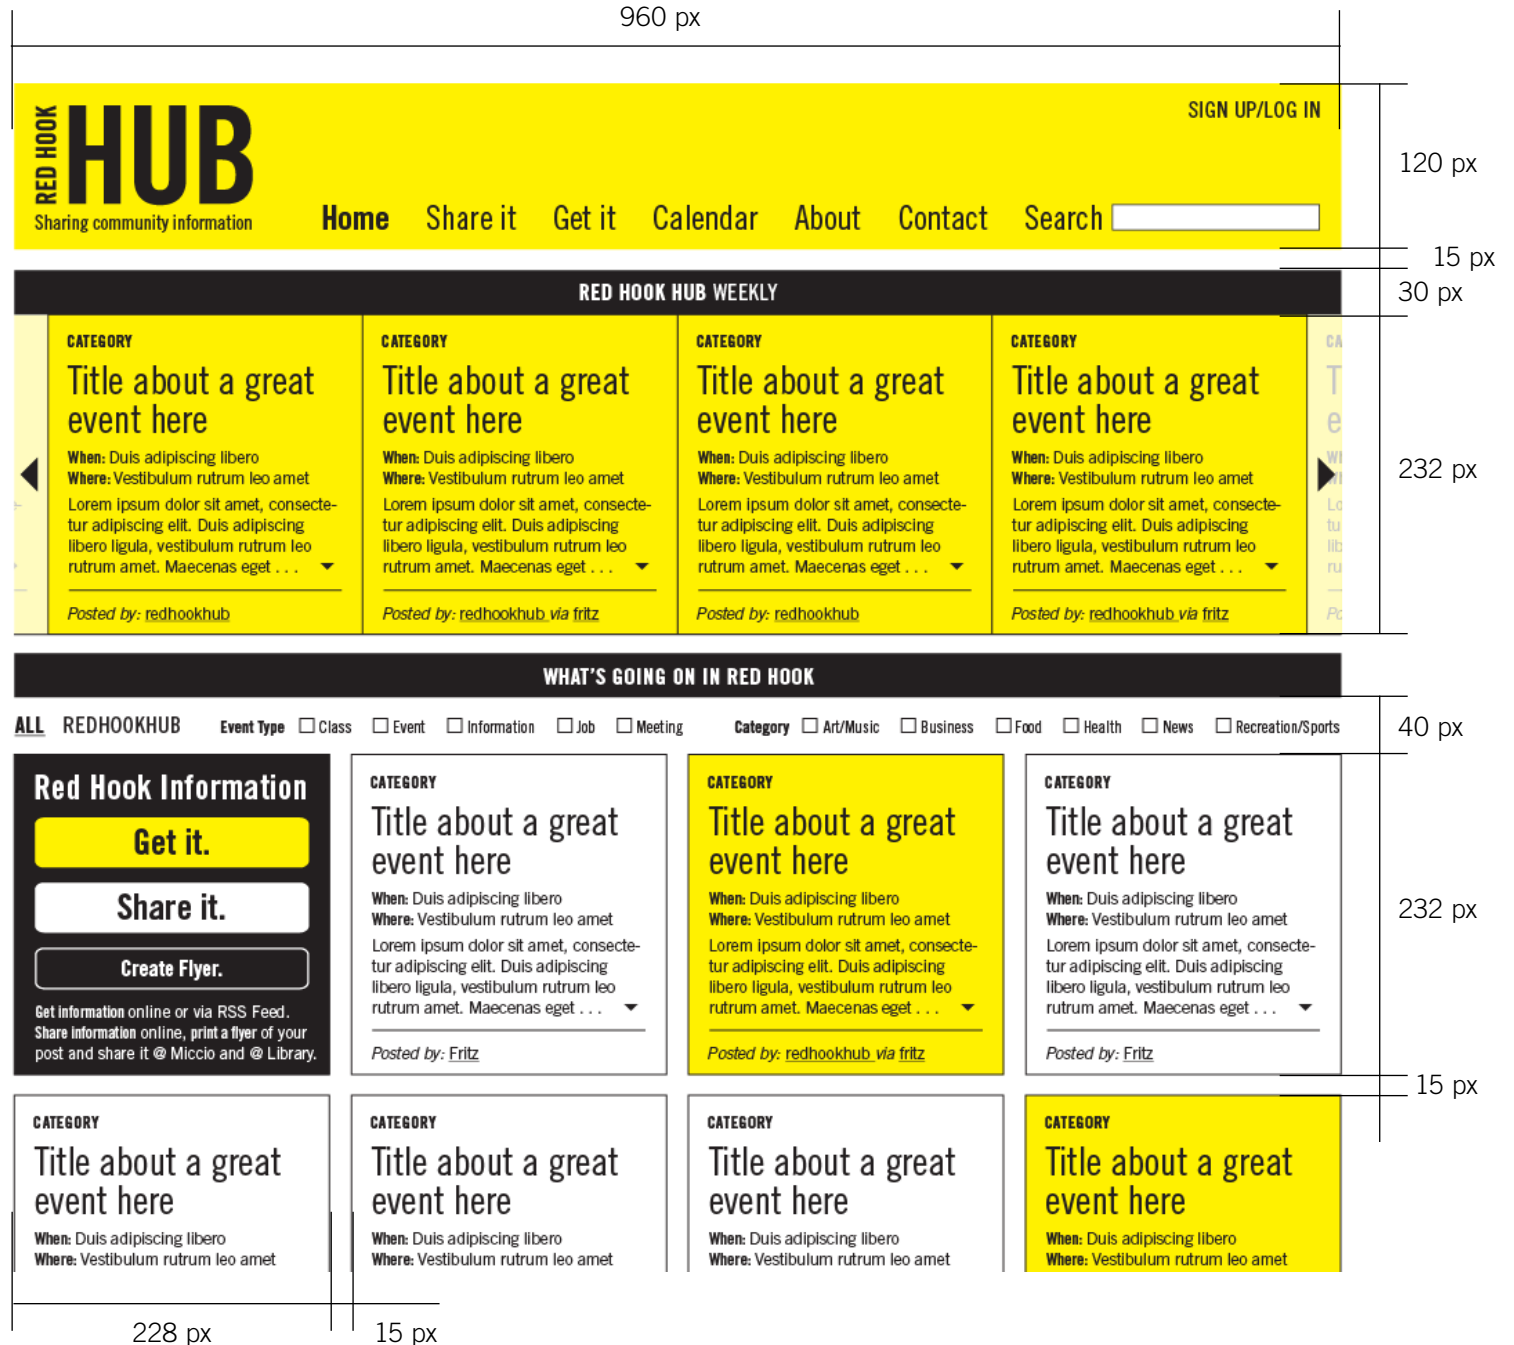 960 px
RED HOOK
HUB
Sharing community information
SIGN UP/LOG IN
Home Share it Get it Calendar About Contact Search
120 px
15 px
RED HOOK HUB WEEKLY
30 px
CATEGORY
Title about a great
event here
When: Duis adipiscing libero
Where: Vestibulum rutrum leo amet
Lorem ipsum dolor sit amet, consecte-
tur adipiscing elit. Duis adipiscing
libero ligula, vestibulum rutrum leo
rutrum amet. Maecenas eget . . .
Posted by: redhookhub
CATEGORY
Title about a great
event here
When: Duis adipiscing libero
Where: Vestibulum rutrum leo amet
Lorem ipsum dolor sit amet, consecte-
tur adipiscing elit. Duis adipiscing
libero ligula, vestibulum rutrum leo
rutrum amet. Maecenas eget . . .
Posted by: redhookhub via fritz
CATEGORY
Title about a great
event here
When: Duis adipiscing libero
Where: Vestibulum rutrum leo amet
Lorem ipsum dolor sit amet, consecte-
tur adipiscing elit. Duis adipiscing
libero ligula, vestibulum rutrum leo
rutrum amet. Maecenas eget . . .
Posted by: redhookhub
CATEGORY
Title about a great
event here
When: Duis adipiscing libero
Where: Vestibulum rutrum leo amet
Lorem ipsum dolor sit amet, consecte-
tur adipiscing elit. Duis adipiscing
libero ligula, vestibulum rutrum leo
rutrum amet. Maecenas eget . . .
Posted by: redhookhub via fritz
232 px
WHAT'S GOING ON IN RED HOOK
ALL REDHOOKHUB Event Type Class Event Information Job Meeting Category Art/Music Business Food Health News Recreation/Sports
40 px
Red Hook Information
Get it.
Share it.
Create Flyer.
Get information online or via RSS Feed.
Share information online, print a flyer of your
post and share it @ Miccio and @ Library.
CATEGORY
Title about a great
event here
When: Duis adipiscing libero
Where: Vestibulum rutrum leo amet
Lorem ipsum dolor sit amet, consecte-
tur adipiscing elit. Duis adipiscing
libero ligula, vestibulum rutrum leo
rutrum amet. Maecenas eget . . .
Posted by: Fritz
CATEGORY
Title about a great
event here
When: Duis adipiscing libero
Where: Vestibulum rutrum leo amet
Lorem ipsum dolor sit amet, consecte-
tur adipiscing elit. Duis adipiscing
libero ligula, vestibulum rutrum leo
rutrum amet. Maecenas eget . . .
Posted by: redhookhub via fritz
CATEGORY
Title about a great
event here
When: Duis adipiscing libero
Where: Vestibulum rutrum leo amet
Lorem ipsum dolor sit amet, consecte-
tur adipiscing elit. Duis adipiscing
libero ligula, vestibulum rutrum leo
rutrum amet. Maecenas eget . . .
Posted by: Fritz
232 px
15 px
CATEGORY
Title about a great
event here
When: Duis adipiscing libero
Where: Vestibulum rutrum leo amet
CATEGORY
Title about a great
event here
When: Duis adipiscing libero
Where: Vestibulum rutrum leo amet
CATEGORY
Title about a great
event here
When: Duis adipiscing libero
Where: Vestibulum rutrum leo amet
CATEGORY
Title about a great
event here
When: Duis adipiscing libero
Where: Vestibulum rutrum leo amet
228 px
15 px